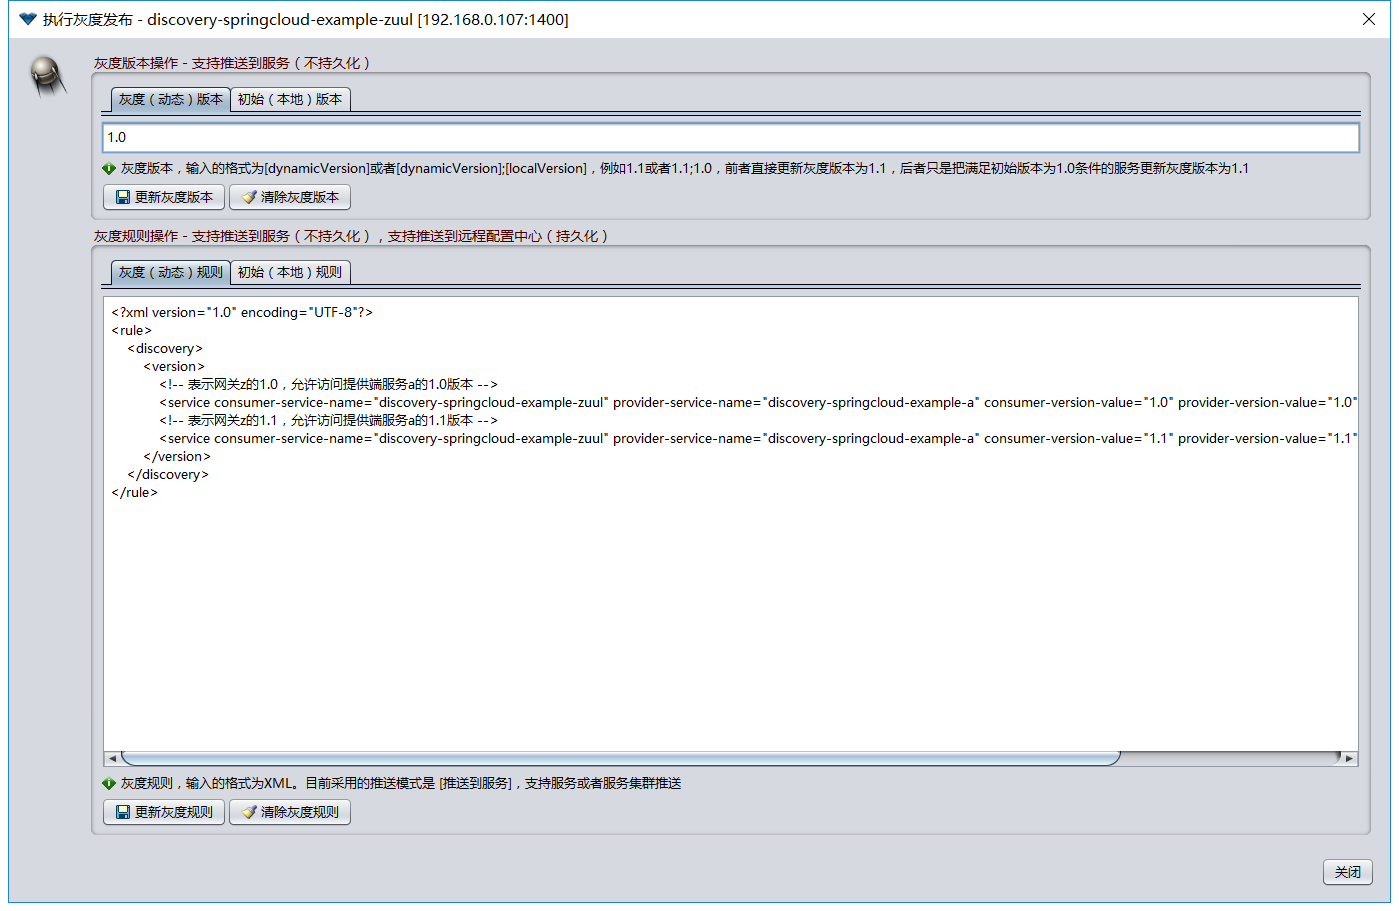 执行灰度发布 - discovery-springcloud-example-zuul [192.168.0.107:1400]
灰度版本操作 - 支持推送到服务（不持久化）
灰度（动态）版本 初始（本地）版本
1.0
灰度版本，输入的格式为[dynamicVersion]或者[dynamicVersion];[localVersion]，例如1.1或者1.1;1.0，前者直接更新灰度版本为1.1，后者只是把满足初始版本为1.0条件的服务更新灰度版本为1.1
更新灰度版本 清除灰度版本
灰度规则操作 - 支持推送到服务（不持久化），支持推送到远程配置中心（持久化）
灰度（动态）规则 初始（本地）规则
<?xml version="1.0" encoding="UTF-8"?>
<rule>
<discovery>
<version>
<!-- 表示网关z的1.0，允许访问提供端服务a的1.0版本 -->
<service consumer-service-name="discovery-springcloud-example-zuul" provider-service-name="discovery-springcloud-example-a" consumer-version-value="1.0" provider-version-value="1.0"
<!-- 表示网关z的1.1，允许访问提供端服务a的1.1版本 -->
<service consumer-service-name="discovery-springcloud-example-zuul" provider-service-name="discovery-springcloud-example-a" consumer-version-value="1.1" provider-version-value="1.1"
</version>
</discovery>
</rule>
灰度规则，输入的格式为XML。目前采用的推送模式是 [推送到服务]，支持服务或者服务集群推送
更新灰度规则 清除灰度规则
关闭